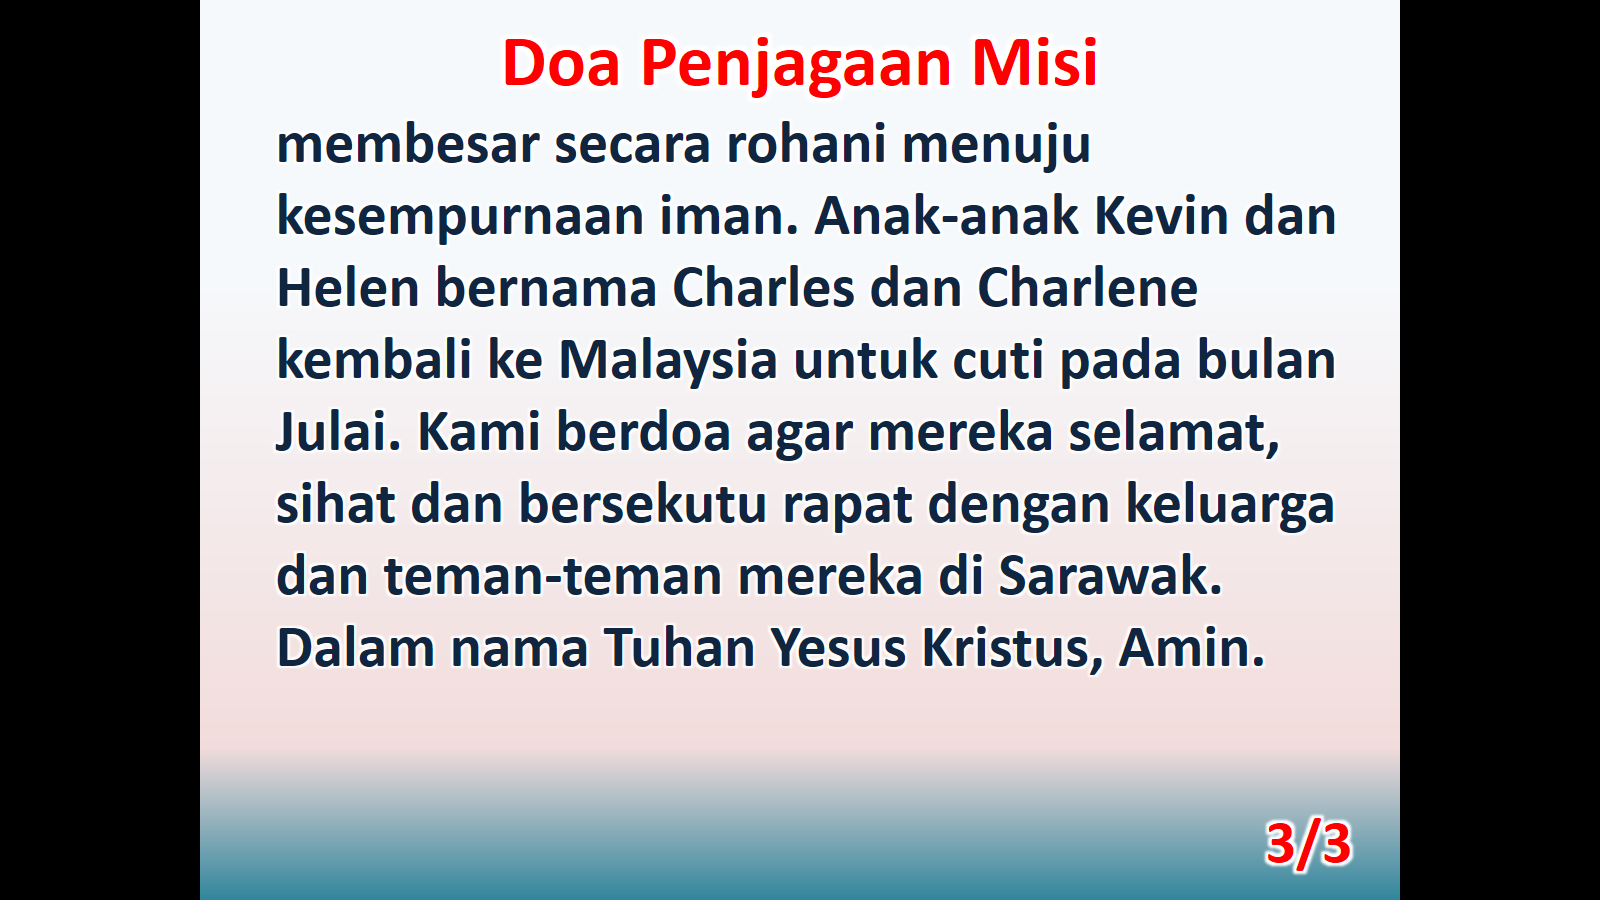 Doa Penjagaan Misi
membesar secara rohani menuju
kesempurnaan iman. Anak-anak Kevin dan
Helen bernama Charles dan Charlene
kembali ke Malaysia untuk cuti pada bulan
Julai. Kami berdoa agar mereka selamat,
sihat dan bersekutu rapat dengan keluarga
dan teman-teman mereka di Sarawak.
Dalam nama Tuhan Yesus Kristus, Amin.
3/3